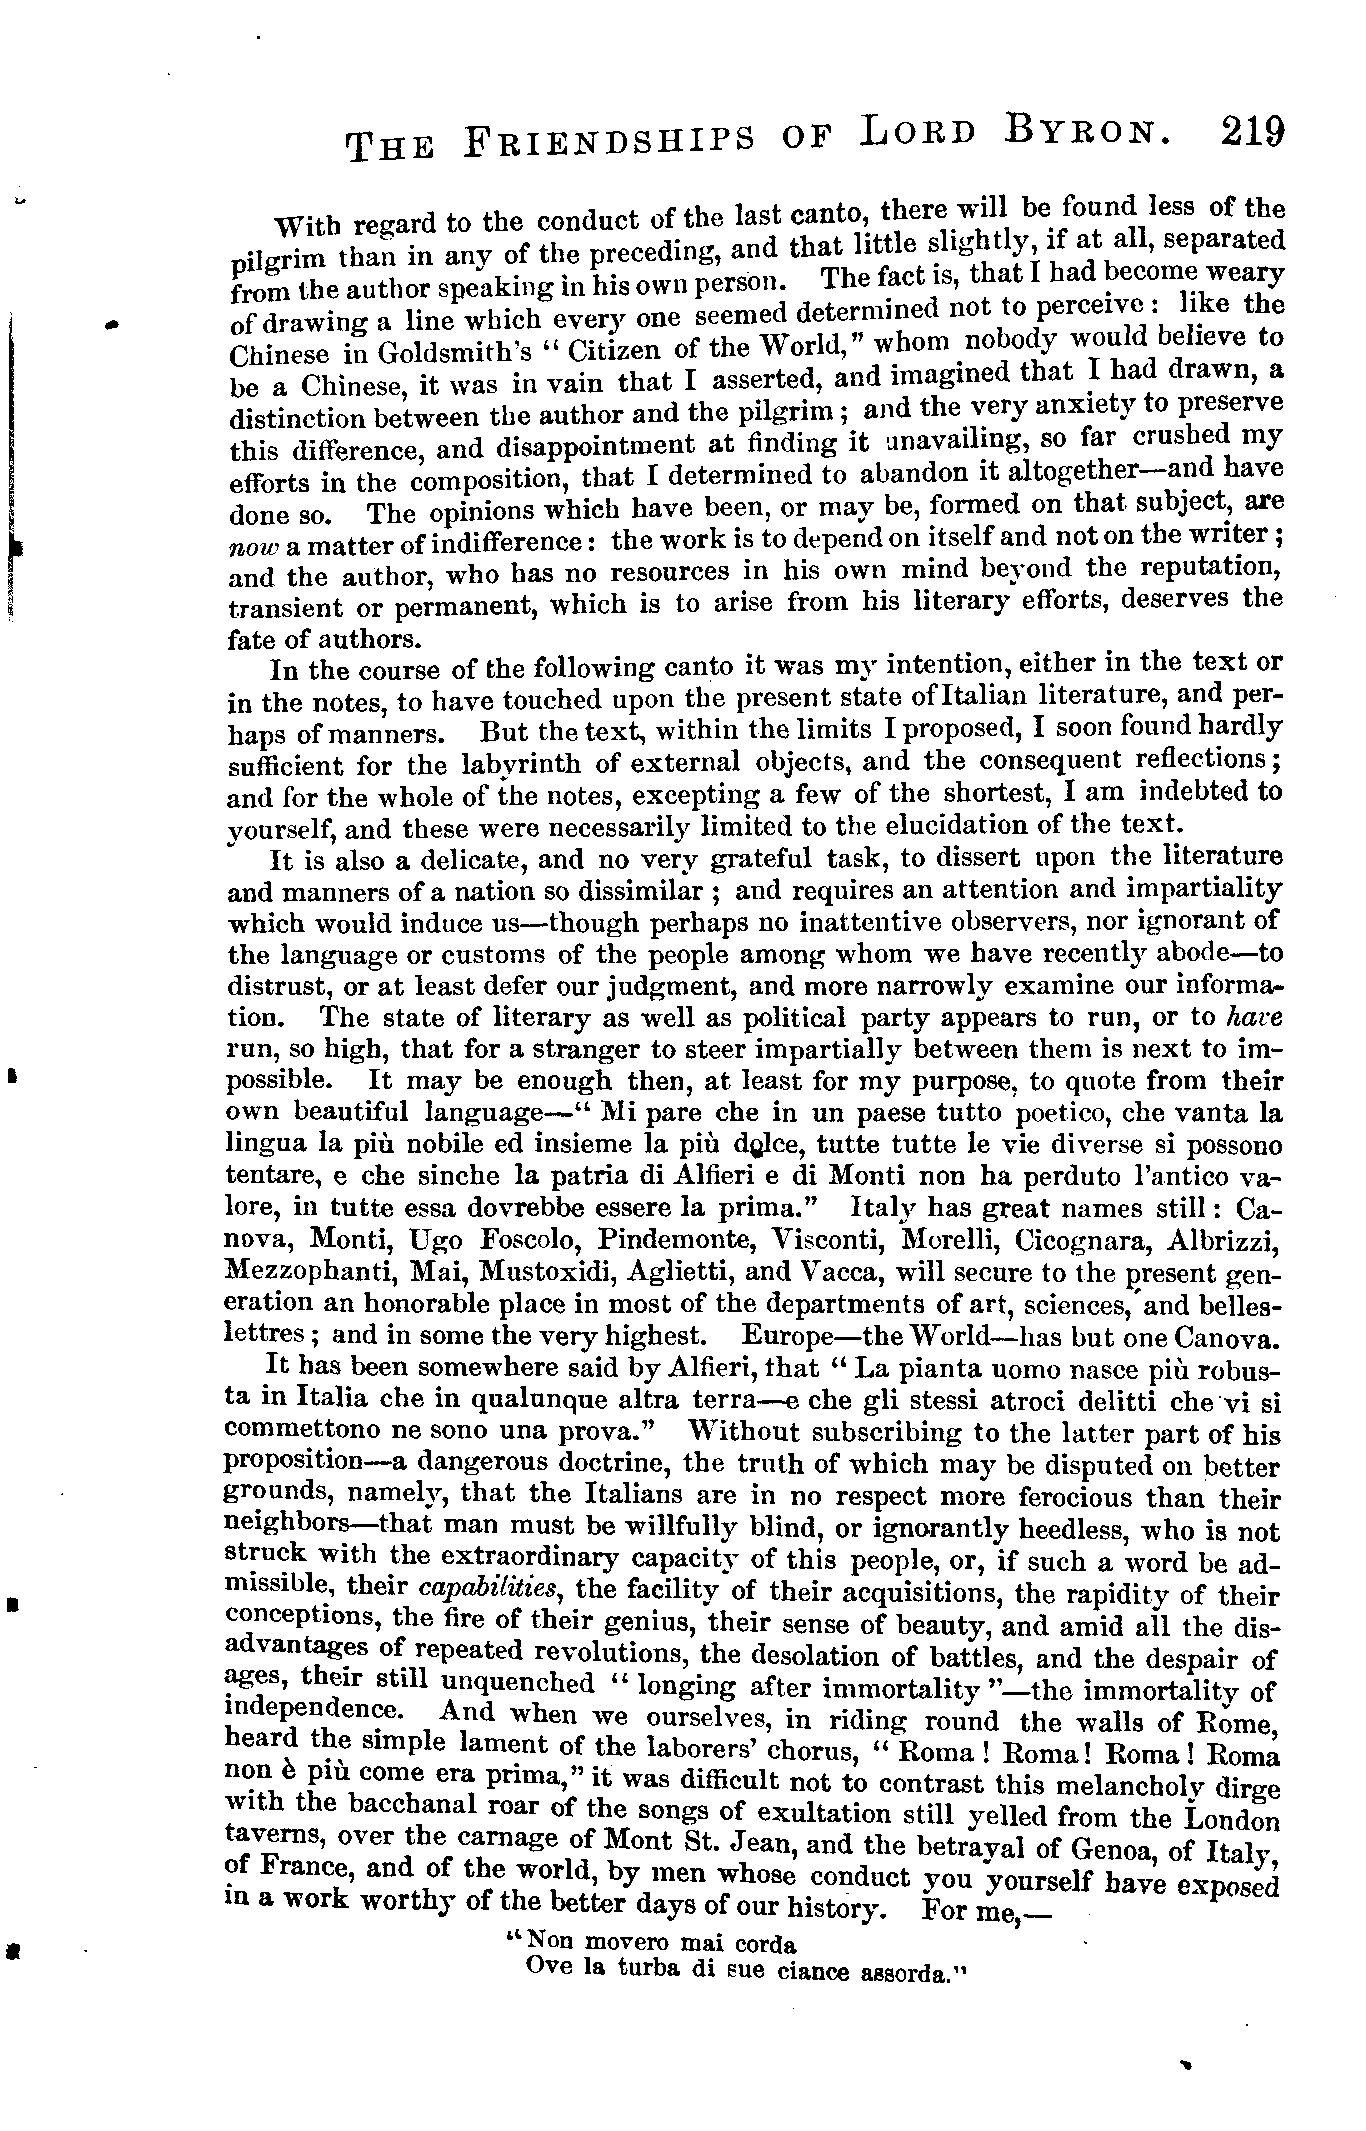 THE FRIENDSHIPS OF LORD BYRON. 219
With regard to the conduct of the last canto, there will be found less of the
pilgrim than in any of the preceding, and that little slightly, if at all, separated
from the author speaking in his own person. The fact is, that I had become weary
of drawing a line which every one seemed determined not to perceive: like the
Chinese in Goldsmith's "Citizen of the World," whom nobody would believe to
be a Chinese, it was in vain that I asserted, and imagined that I had drawn, a
distinction between the author and the pilgrim; and the very anxiety to preserve
this difference, and disappointment at finding it unavailing, so far crushed my
efforts in the composition, that I determined to abandon it altogether—and have
done so. The opinions which have been, or may be, formed on that subject, are
now a matter of indifference: the work is to depend on itself and not on the writer;
and the author, who has no resources in his own mind beyond the reputation,
transient or permanent, which is to arise from his literary efforts, deserves the
fate of authors.
In the course of the following canto it was my intention, either in the text or
in the notes, to have touched upon the present state of Italian literature, and per-
haps of manners. But the text, within the limits I proposed, I soon found hardly
sufficient for the labyrinth of external objects, and the consequent reflections;
and for the whole of the notes, excepting a few of the shortest, I am indebted to
yourself, and these were necessarily limited to the elucidation of the text.
It is also a delicate, and no very grateful task, to dissert upon the literature
and manners of a nation so dissimilar; and requires an attention and impartiality
which would induce us—though perhaps no inattentive observers, nor ignorant of
the language or customs of the people among whom we have recently abode—to
distrust, or at least defer our judgment, and more narrowly examine our informa-
tion. The state of literary as well as political party appears to run, or to have
run, so high, that for a stranger to steer impartially between them is next to im-
possible. It may be enough then, at least for my purpose, to quote from their
own beautiful language—"Mi pare che in un paese tutto poetico, che vanta la
lingua la più nobile ed insieme la più dolce, tutte tutte le vie diverse si possono
tentare, e che sinche la patria di Alfieri e di Monti non ha perduto l'antico va-
lore, in tutte essa dovrebbe essere la prima." Italy has great names still: Ca-
nova, Monti, Ugo Foscolo, Pindemonte, Visconti, Morelli, Cicognara, Albrizzi,
Mezzophanti, Mai, Mustoxidi, Aglietti, and Vacca, will secure to the present gen-
eration an honorable place in most of the departments of art, sciences, and belles-
lettres; and in some the very highest. Europe—the World—has but one Canova.
It has been somewhere said by Alfieri, that "La pianta uomo nasce più robus-
ta in Italia che in qualunque altra terra—e che gli stessi atroci delitti che vi si
commettono ne sono una prova." Without subscribing to the latter part of his
proposition—a dangerous doctrine, the truth of which may be disputed on better
grounds, namely, that the Italians are in no respect more ferocious than their
neighbors—that man must be willfully blind, or ignorantly heedless, who is not
struck with the extraordinary capacity of this people, or, if such a word be ad-
missible, their capabilities, the facility of their acquisitions, the rapidity of their
conceptions, the fire of their genius, their sense of beauty, and amid all the dis-
advantages of repeated revolutions, the desolation of battles, and the despair of
ages, their still unquenched "longing after immortality"—the immortality of
independence. And when we ourselves, in riding round the walls of Rome,
heard the simple lament of the laborers' chorus, "Roma! Roma! Roma! Roma
non è più come era prima," it was difficult not to contrast this melancholy dirge
with the bacchanal roar of the songs of exultation still yelled from the London
taverns, over the carnage of Mont St. Jean, and the betrayal of Genoa, of Italy,
of France, and of the world, by men whose conduct you yourself have exposed
in a work worthy of the better days of our history. For me,—
"Non movero mai corda
Ove la turba di sue ciance assorda."